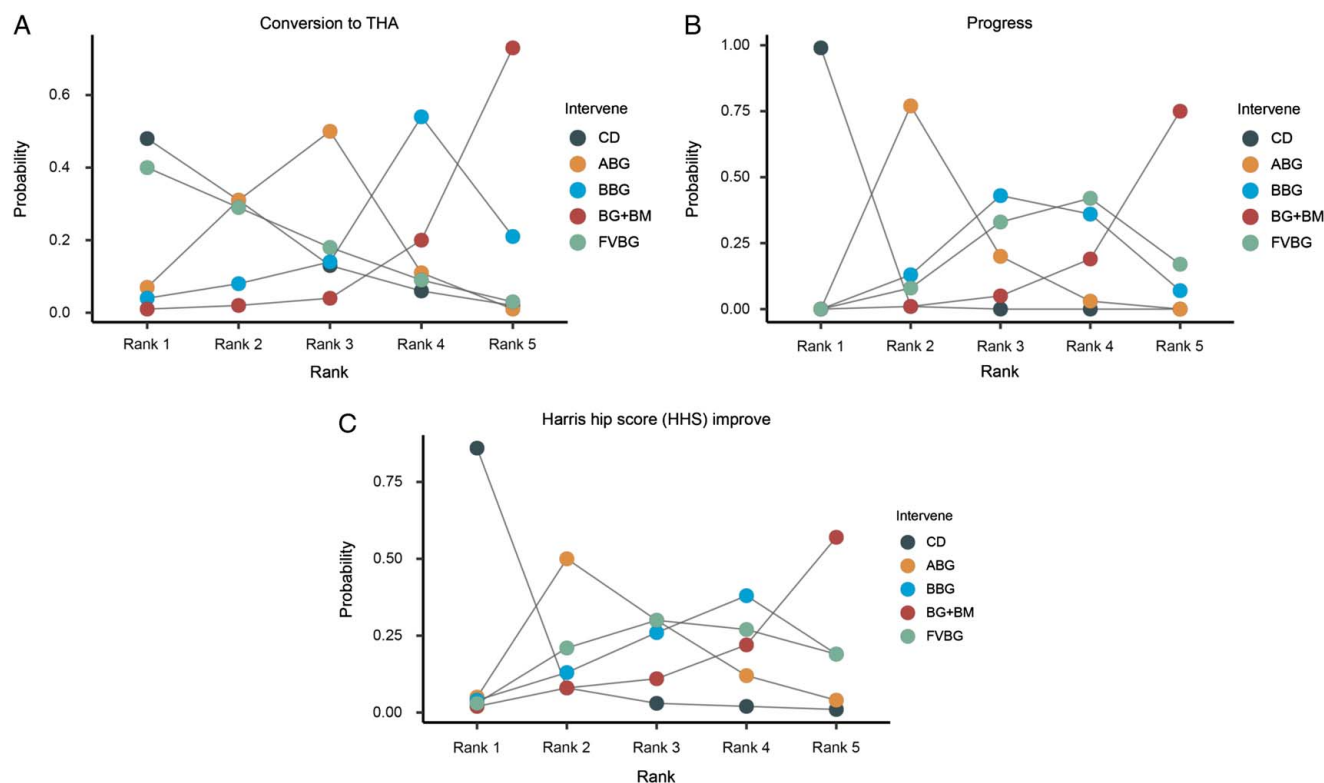 A
Conversion to THA
Probability
0.6
0.4
0.2
0.0
Rank 1 Rank 2 Rank 3 Rank 4 Rank 5
Rank
Intervene
CD
ABG
BBG
BG+BM
FVBG
B
Progress
Probability
1.00
0.75
0.50
0.25
0.00
Rank 1 Rank 2 Rank 3 Rank 4 Rank 5
Rank
Intervene
CD
ABG
BBG
BG+BM
FVBG
C
Harris hip score (HHS) improve
Probability
0.75
0.50
0.25
0.00
Rank 1 Rank 2 Rank 3 Rank 4 Rank 5
Rank
Intervene
CD
ABG
BBG
BG+BM
FVBG